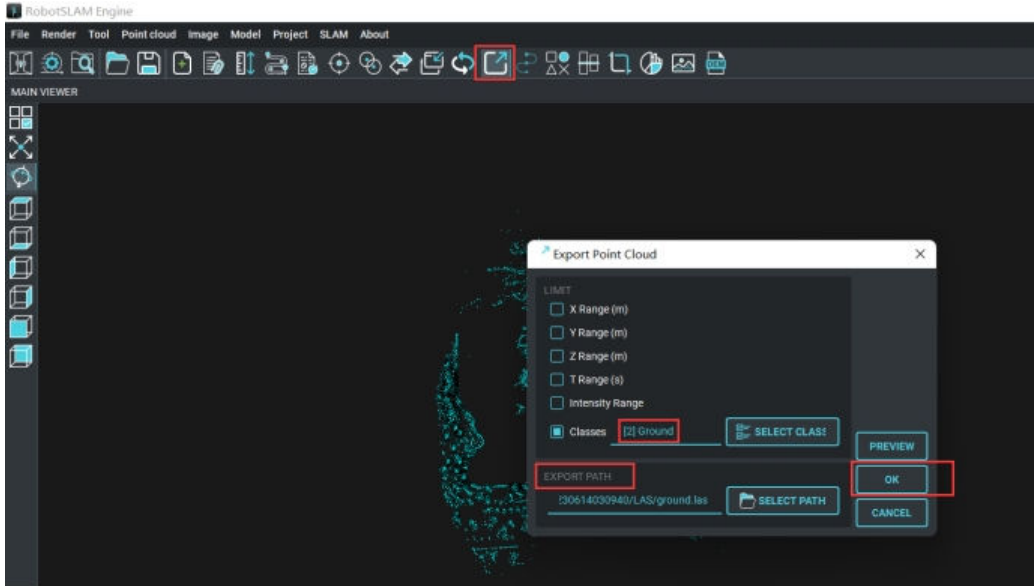 RobotSLAM Engine
File Render Tool Point cloud Image Model Project SLAM About
DEM
MAIN VIEWER
Export Point Cloud
LIMIT
X Range (m)
Y Range (m)
Z Range (m)
T Range (s)
Intensity Range
Classes [2] Ground SELECT CLASS
PREVIEW
EXPORT PATH
OK
30614030940/LAS/ground.las SELECT PATH
CANCEL